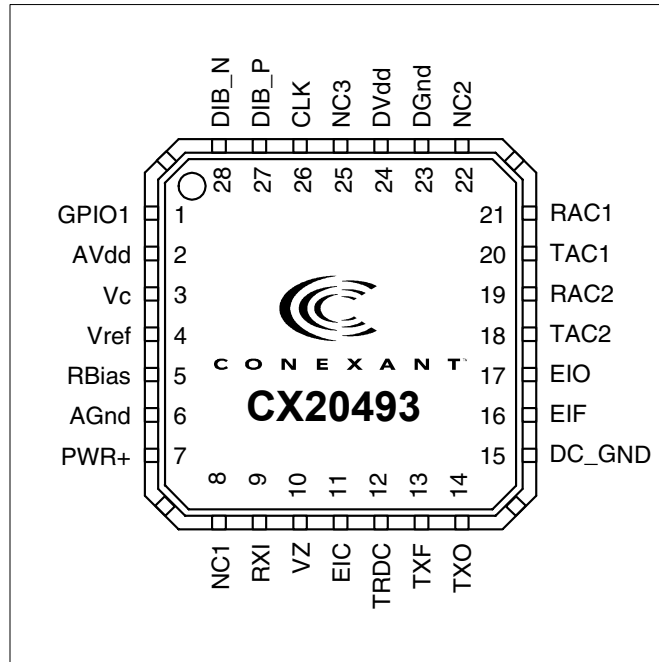 DIB_N
DIB_P
CLK
NC3
DVdd
DGnd
NC2
28
27
26
25
24
23
22
GPIO1 1
AVdd 2
Vc 3
Vref 4
RBias 5
AGnd 6
PWR+ 7
21 RAC1
20 TAC1
19 RAC2
18 TAC2
17 EIO
16 EIF
15 DC_GND
CONEXANT™
CX20493
8
9
10
11
12
13
14
NC1
RXI
VZ
EIC
TRDC
TXF
TXO